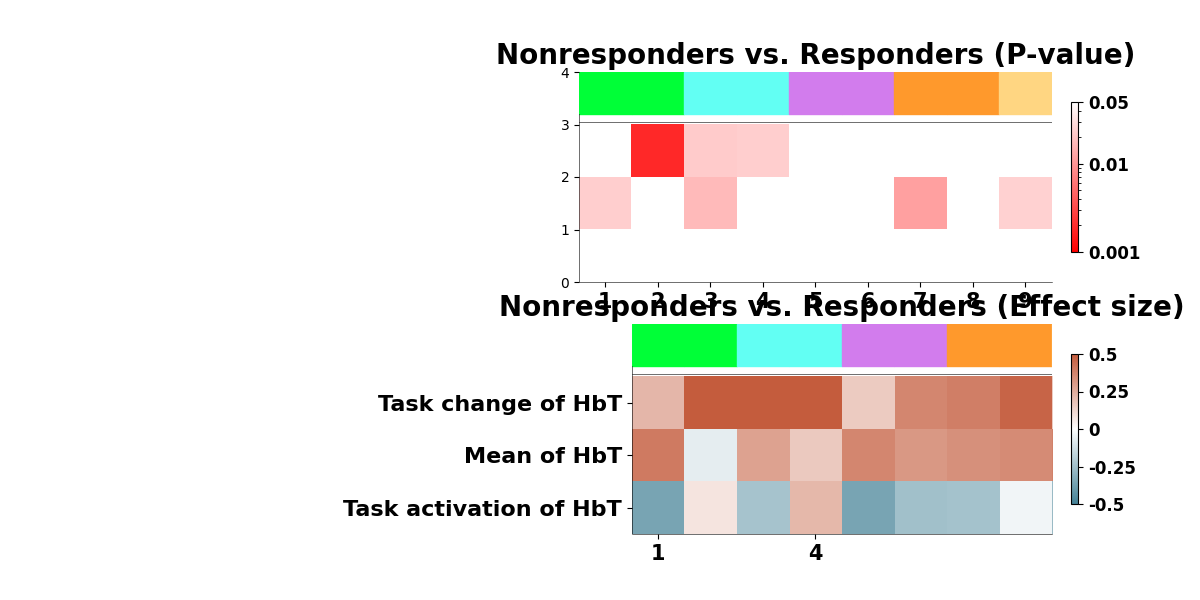 Nonresponders vs. Responders (P-value)
4
3
2
1
0
0.05
0.01
0.001
1 2 3 4 5 6 7 8 9
Nonresponders vs. Responders (Effect size)
Task change of HbT
Mean of HbT
Task activation of HbT
0.5
0.25
0
-0.25
-0.5
1 4